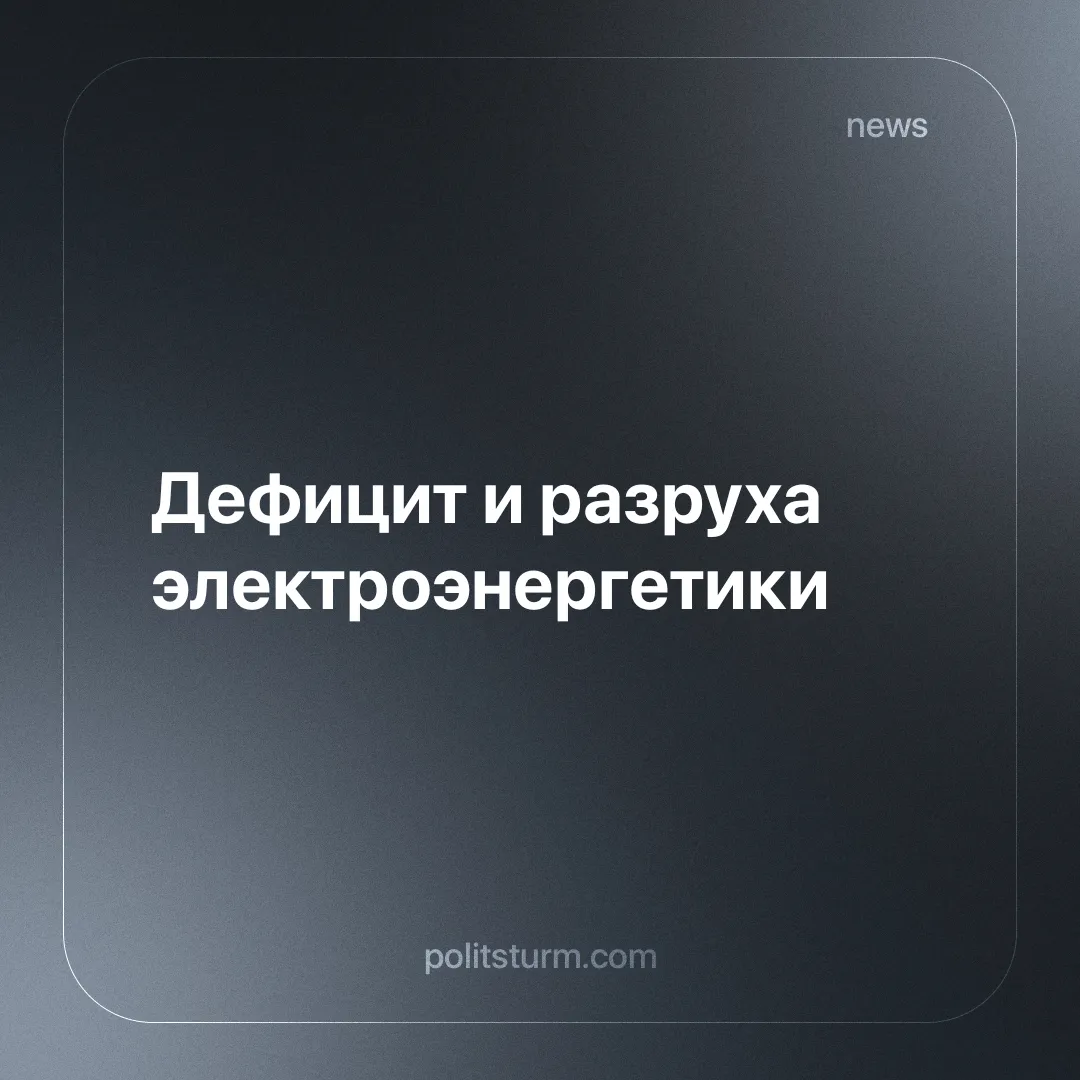 news
Дефицит и разруха
электроэнергетики
politsturm.com